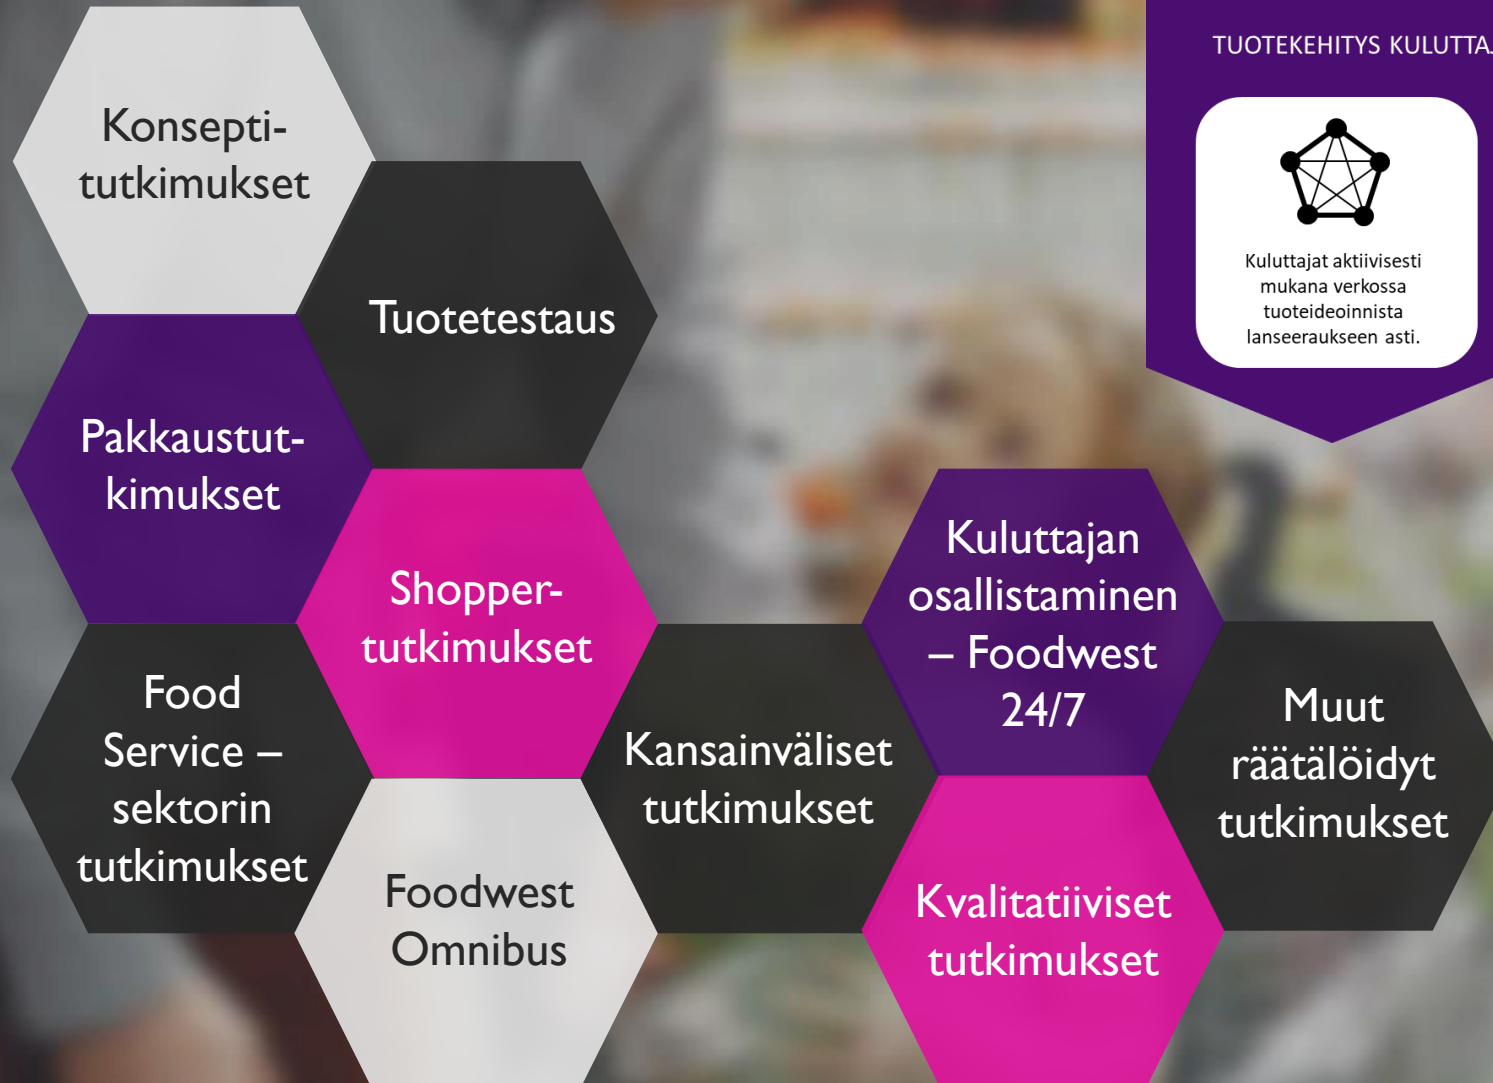 Konsepti-
tutkimukset
Tuotetestaus
Pakkaustut-
kimukset
Shopper-
tutkimukset
Food
Service –
sektorin
tutkimukset
Foodwest
Omnibus
Kansainväliset
tutkimukset
Kuluttajan
osallistaminen
– Foodwest
24/7
Kvalitatiiviset
tutkimukset
Muut
räätälöidyt
tutkimukset
TUOTEKEHITYS KULUTTAJ
Kuluttajat aktiivisesti
mukana verkossa
tuoteideoinnista
lanseeraukseen asti.